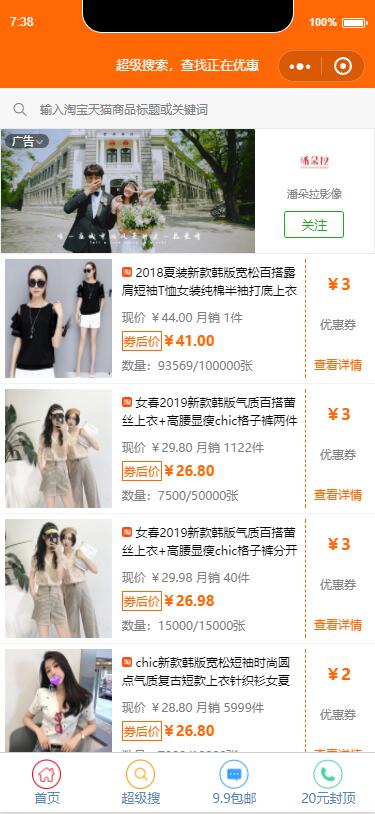 7:38
100%
超级搜索，查找正在优惠
输入淘宝天猫商品标题或关键词
广告
潘朵拉
潘朵拉影像
关注
2018夏装新款韩版宽松百搭露
肩短袖T恤女装纯棉半袖打底上衣
现价 ￥44.00 月销 1件
券后价￥41.00
数量：93569/100000张
￥3
优惠券
查看详情
女春2019新款韩版气质百搭蕾
丝上衣+高腰显瘦chic格子裤两件
现价 ￥29.80 月销 1122件
券后价￥26.80
数量：7500/50000张
￥3
优惠券
查看详情
女春2019新款韩版气质百搭蕾
丝上衣+高腰显瘦chic格子裤分开
现价 ￥29.98 月销 40件
券后价￥26.98
数量：15000/15000张
￥3
优惠券
查看详情
chic新款韩版宽松短袖时尚圆
点气质复古短款上衣针织衫女夏
现价 ￥28.80 月销 5999件
券后价￥26.80
￥2
优惠券
首页
超级搜
9.9包邮
20元封顶